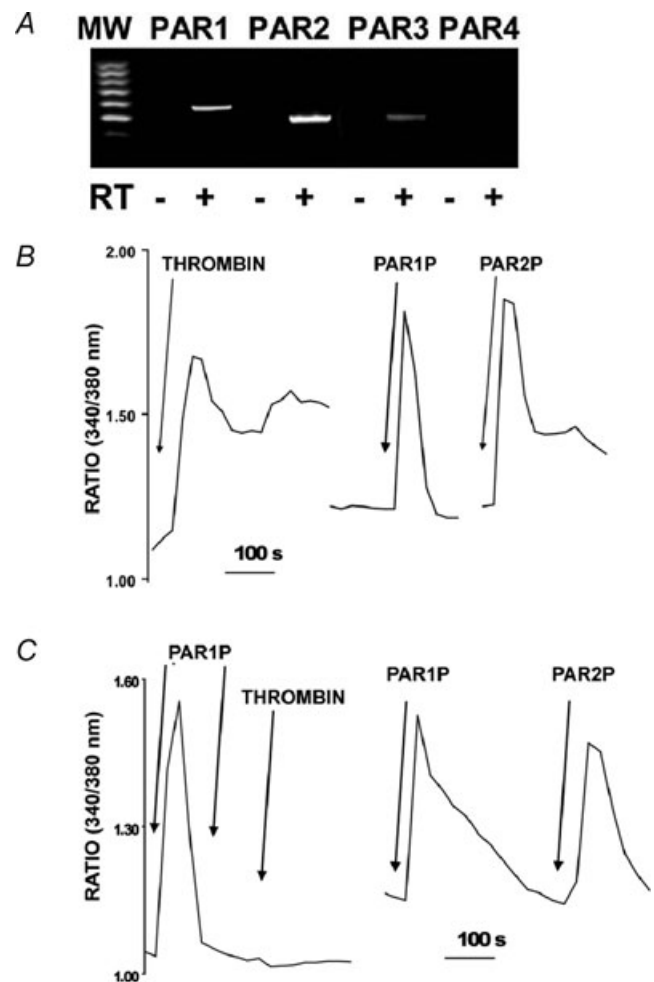 A
MW PAR1 PAR2 PAR3 PAR4
RT - + - + - + - +
B
THROMBIN PAR1P PAR2P
RATIO (340/380 nm)
2.00
1.50
1.00
100 s
C
PAR1P PAR1P PAR2P
THROMBIN
RATIO (340/380 nm)
1.60
1.30
1.00
100 s